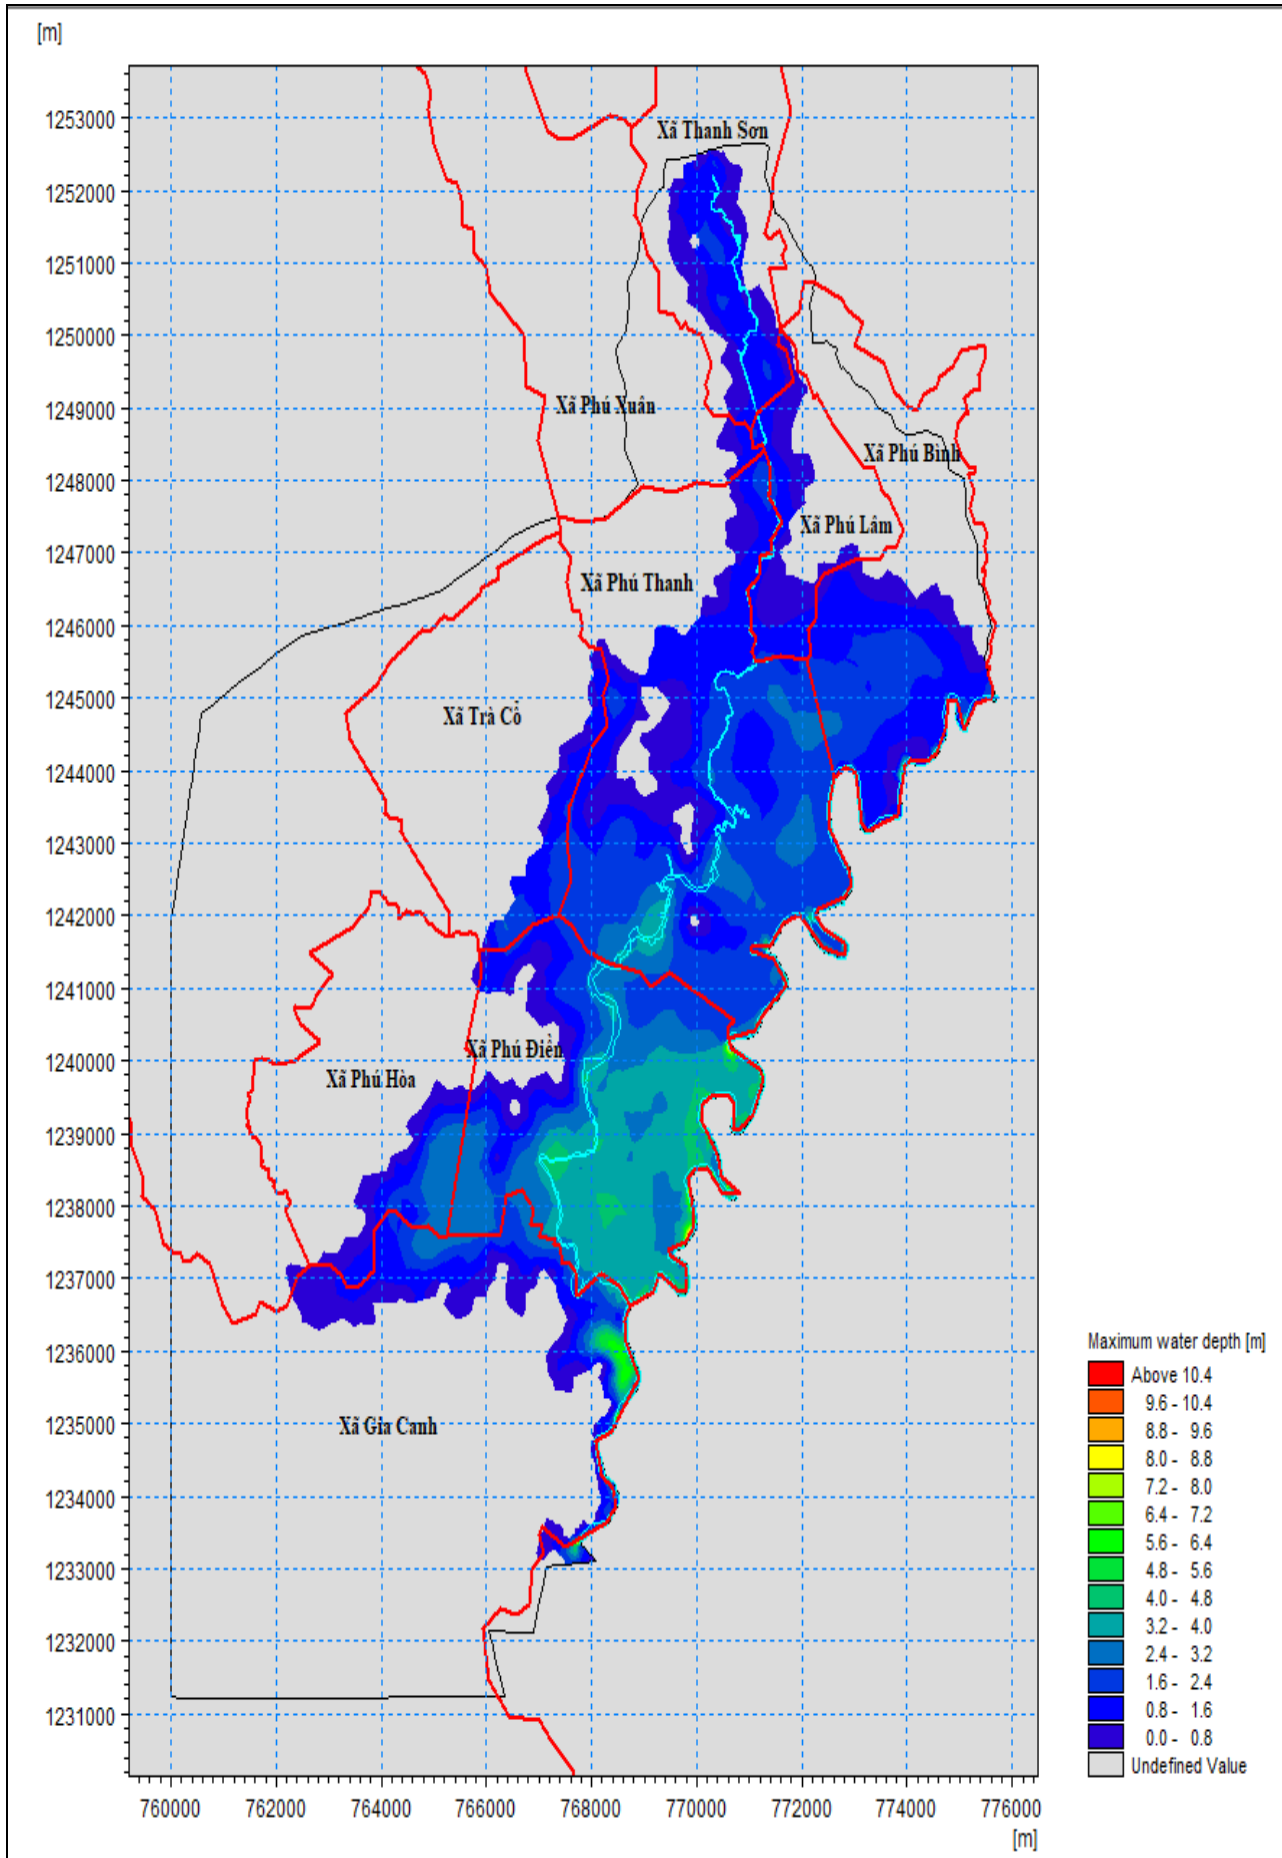 [m]
1253000
1252000
1251000
1250000
1249000
1248000
1247000
1246000
1245000
1244000
1243000
1242000
1241000
1240000
1239000
1238000
1237000
1236000
1235000
1234000
1233000
1232000
1231000
Xã Thanh Sơn
Xã Phú Xuân
Xã Phú Bình
Xã Phú Lâm
Xã Phú Thanh
Xã Trà Cổ
Xã Phú Điền
Xã Phú Hòa
Xã Gia Canh
760000 762000 764000 766000 768000 770000 772000 774000 776000
[m]
Maximum water depth [m]
Above 10.4
9.6 - 10.4
8.8 - 9.6
8.0 - 8.8
7.2 - 8.0
6.4 - 7.2
5.6 - 6.4
4.8 - 5.6
4.0 - 4.8
3.2 - 4.0
2.4 - 3.2
1.6 - 2.4
0.8 - 1.6
0.0 - 0.8
Undefined Value